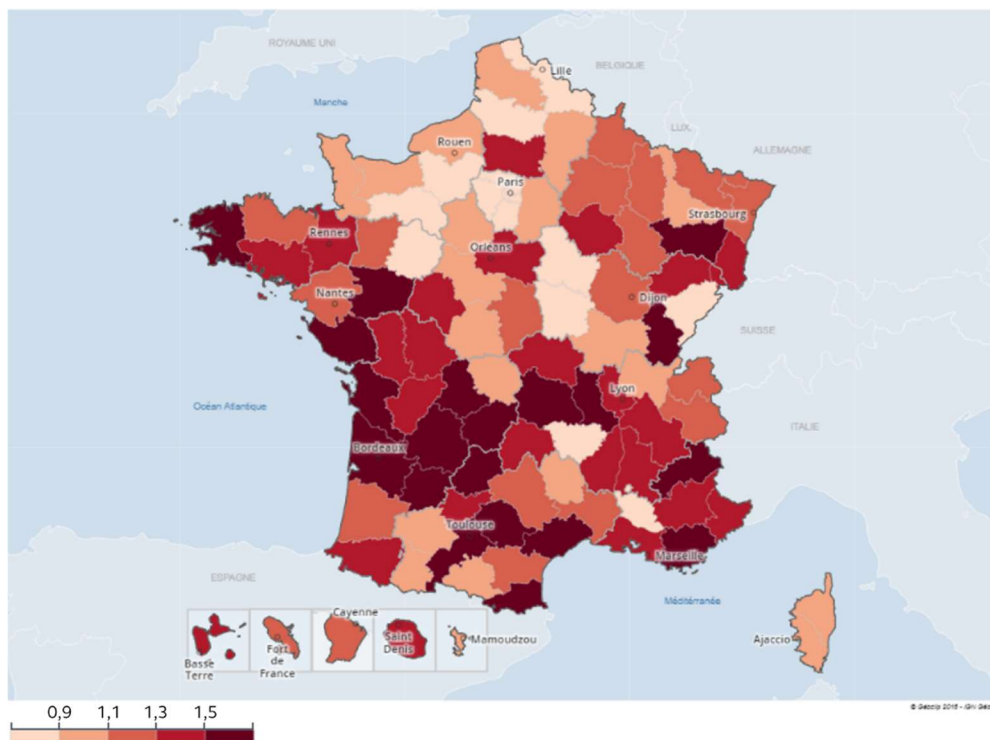 ROYAUME UNI
BELGIQUE
Lille
Manche
LUX.
Rouen
ALLEMAGNE
Paris
Strasbourg
Rennes
Orléans
Nantes
Dijon
SUISSE
Lyon
Océan Atlantique
ITALIE
Bordeaux
Toulouse
Marseille
ESPAGNE
Méditérranée
Cayenne
Basse
Terre
Fort
de
France
Saint
Denis
Mamoudzou
Ajaccio
0,9 1,1 1,3 1,5